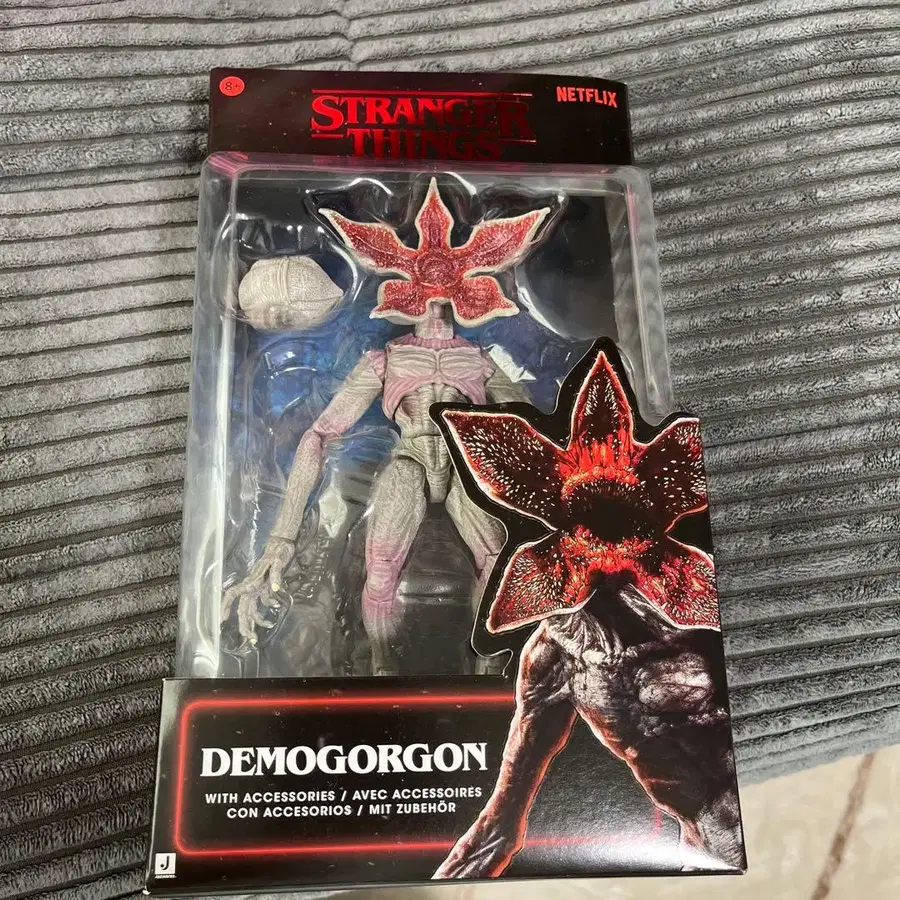 8+
NETFLIX
STRANGER
THINGS
DEMOGORGON
WITH ACCESSORIES / AVEC ACCESSOIRES
CON ACCESORIOS / MIT ZUBEHÖR
J